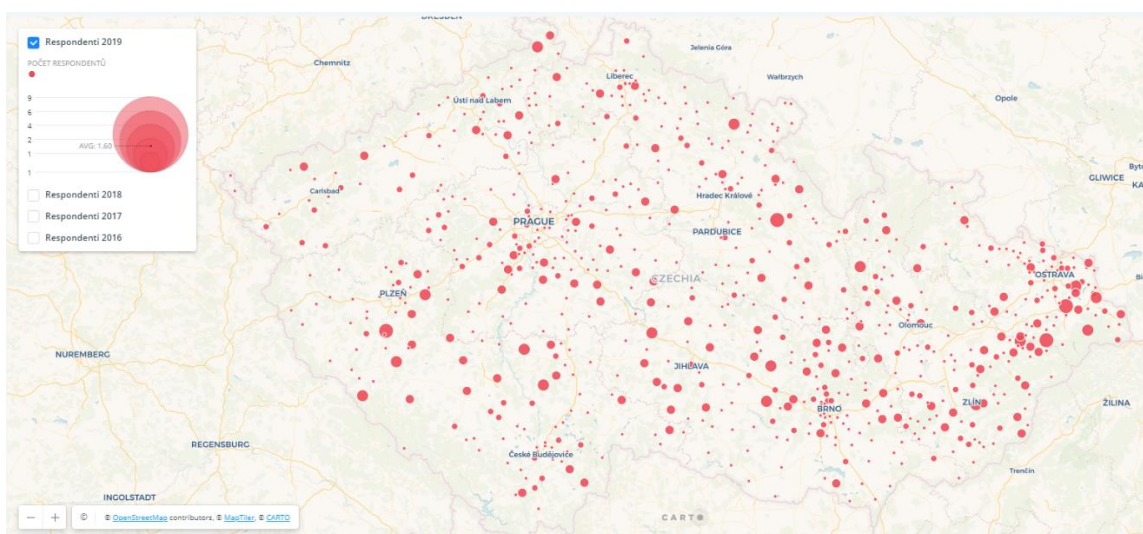 DRESDEN
Respondenti 2019
POČET RESPONDENTŮ
9
6
4
2
1
AVG: 1.60
1
Respondenti 2018
Respondenti 2017
Respondenti 2016
Chemnitz
Jelenia Góra
Liberec
Wałbrzych
Ústí nad Labem
Opole
GLIWICE
Carlsbad
Hradec Králové
PRAGUE
PARDUBICE
CZECHIA
OSTRAVA
PLZEŇ
Olomouc
NUREMBERG
JIHLAVA
BRNO
ZLÍN
ŽILINA
REGENSBURG
České Budějovice
Trenčín
INGOLSTADT
− + © © OpenStreetMap contributors, © MapTiler, © CARTO
CARTO